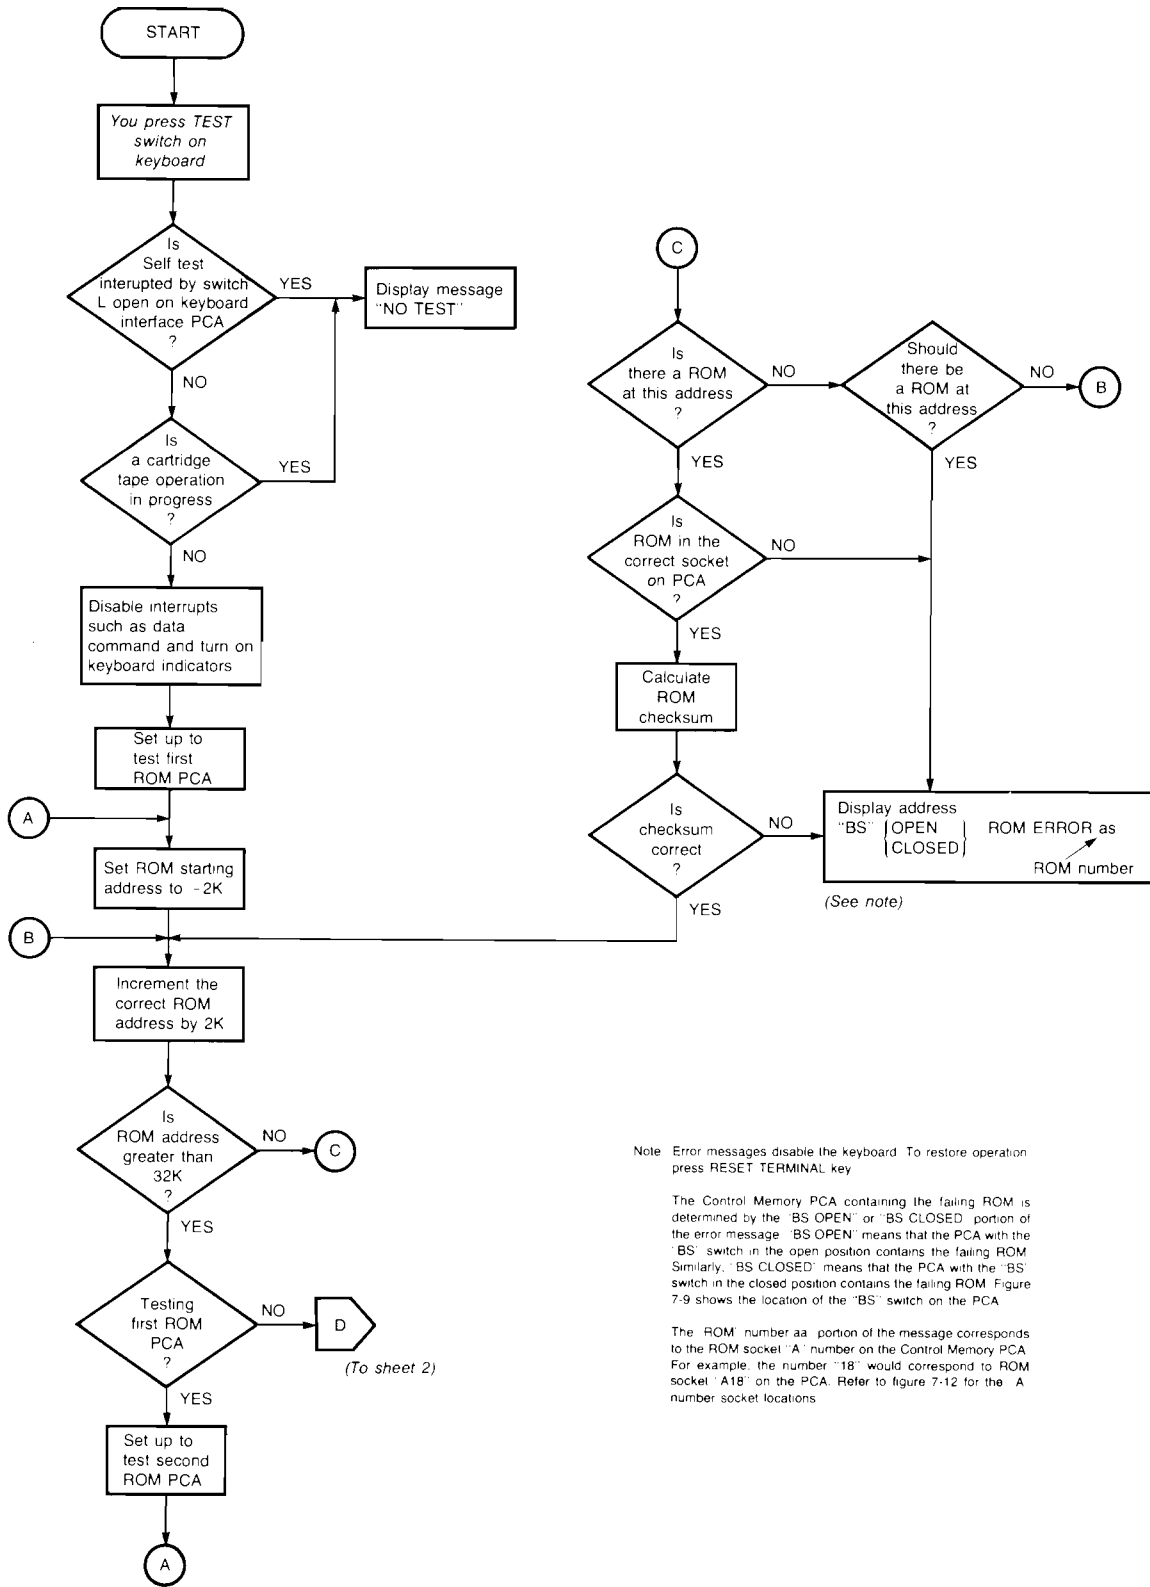 START
You press TEST
switch on
keyboard
Is
Self test
interupted by switch
L open on keyboard
interface PCA
?
YES
Display message
"NO TEST"
NO
Is
a cartridge
tape operation
in progress
?
YES
NO
Disable interrupts
such as data
command and turn on
keyboard indicators
Set up to
test first
ROM PCA
A
Set ROM starting
address to -2K
B
Increment the
correct ROM
address by 2K
Is
ROM address
greater than
32K
?
NO
C
YES
Testing
first ROM
PCA
?
NO
D
(To sheet 2)
YES
Set up to
test second
ROM PCA
A
C
Is
there a ROM
at this address
?
NO
Should
there be
a ROM at
this address
?
NO
B
YES
YES
Is
ROM in the
correct socket
on PCA
?
NO
YES
Calculate
ROM
checksum
Is
checksum
correct
?
NO
YES
Display address
"BS" {OPEN} ROM ERROR as
{CLOSED}
ROM number
(See note)
Note Error messages disable the keyboard To restore operation
press RESET TERMINAL key
The Control Memory PCA containing the failing ROM is
determined by the "BS OPEN" or "BS CLOSED portion of
the error message "BS OPEN" means that the PCA with the
'BS' switch in the open position contains the failing ROM
Similarly, 'BS CLOSED' means that the PCA with the "BS'
switch in the closed position contains the failing ROM Figure
7-9 shows the location of the "BS" switch on the PCA
The ROM' number aa portion of the message corresponds
to the ROM socket "A' number on the Control Memory PCA
For example, the number "18" would correspond to ROM
socket 'A18" on the PCA. Refer to figure 7-12 for the A
number socket locations